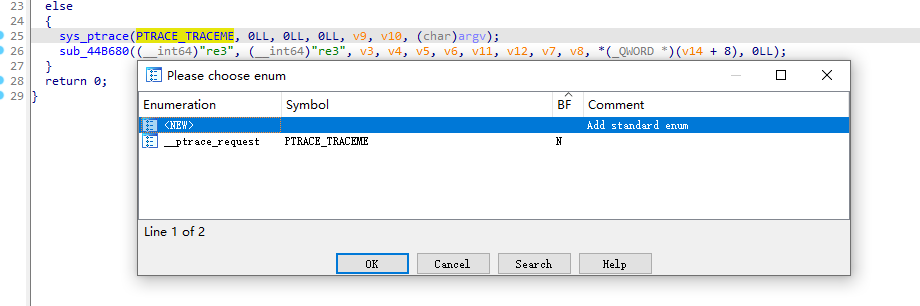 23 else
24 {
25 sys_ptrace(PTRACE_TRACEME, 0LL, 0LL, 0LL, v9, v10, (char)argv);
26 sub_44B680((__int64)"re3", (__int64)"re3", v3, v4, v5, v6, v11, v12, v7, v8, *(_QWORD *)(v14 + 8), 0LL);
27 }
28 return 0;
29 }
Please choose enum
Enumeration Symbol BF Comment
<NEW> Add standard enum
__ptrace_request PTRACE_TRACEME N
Line 1 of 2
OK Cancel Search Help